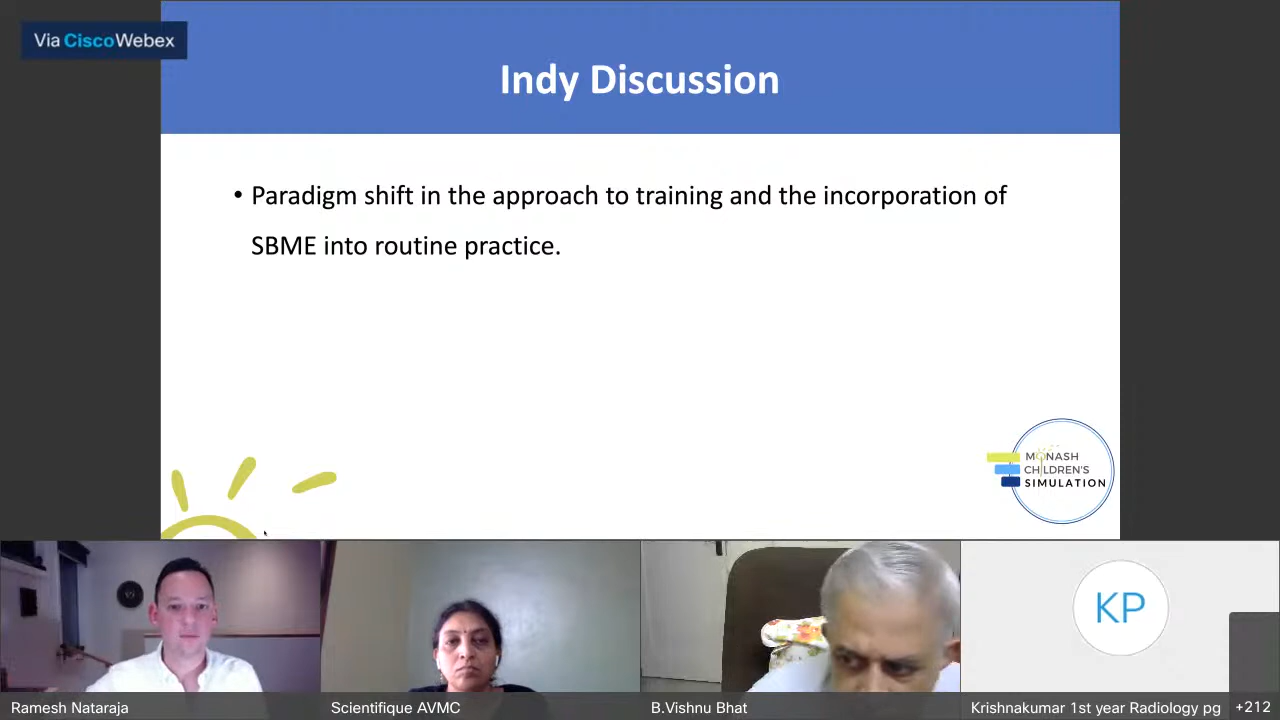 Via CiscoWebex
Indy Discussion
• Paradigm shift in the approach to training and the incorporation of
SBME into routine practice.
MONASH
CHILDREN'S
SIMULATION
KP
Ramesh Nataraja
Scientifique AVMC
B.Vishnu Bhat
Krishnakumar 1st year Radiology pg
+212